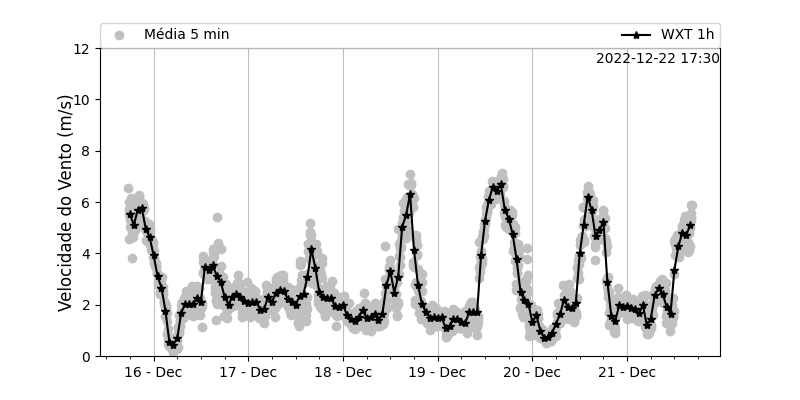 Média 5 min
WXT 1h
2022-12-22 17:30
Velocidade do Vento (m/s)
12
10
8
6
4
2
0
16 - Dec
17 - Dec
18 - Dec
19 - Dec
20 - Dec
21 - Dec